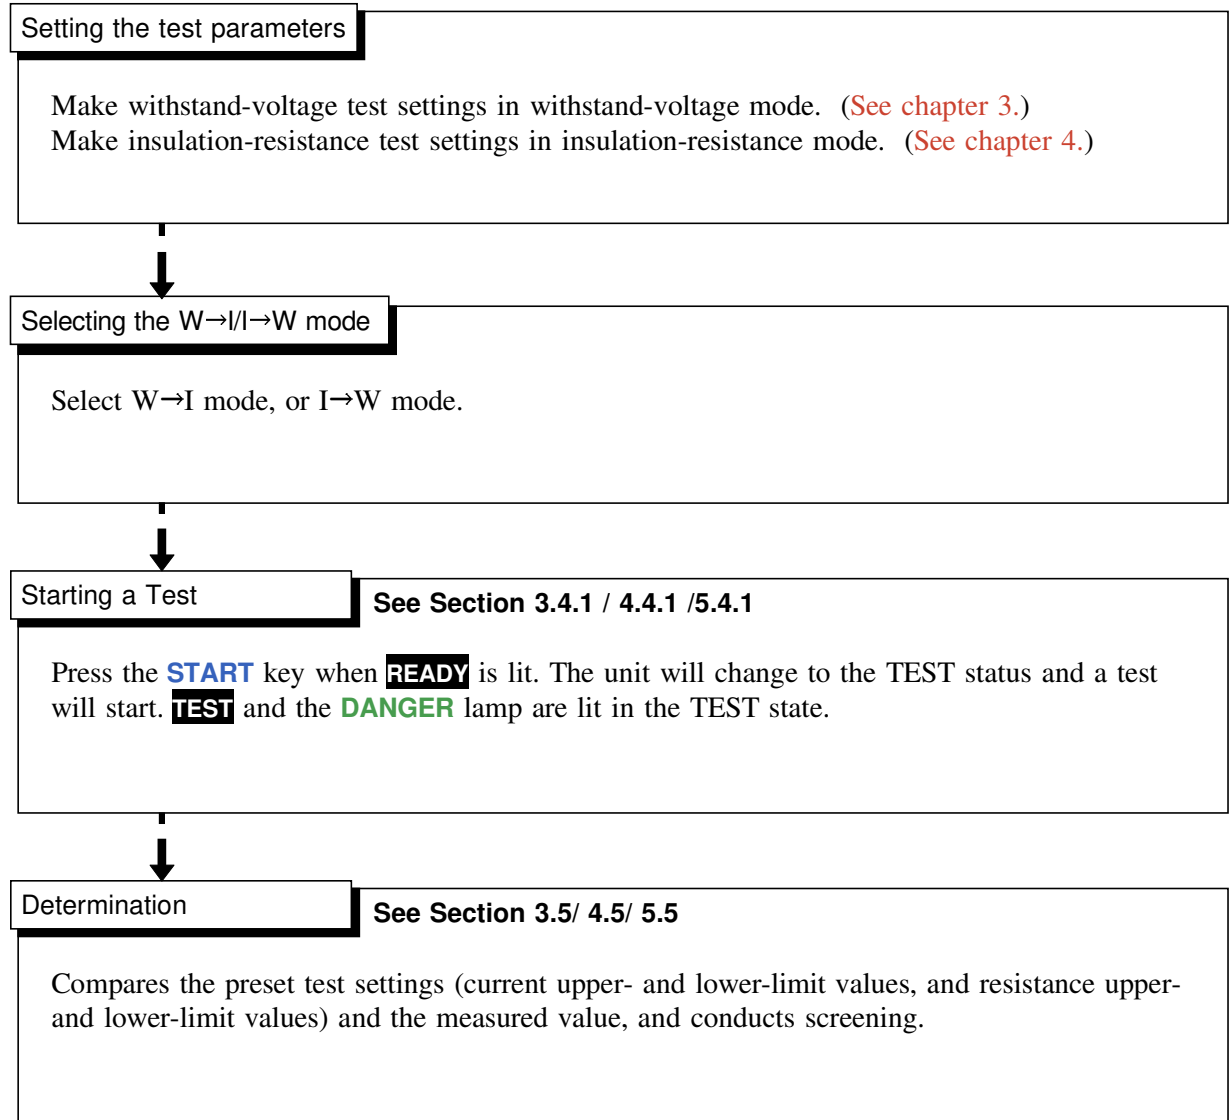 Setting the test parameters
Make withstand-voltage test settings in withstand-voltage mode. (See chapter 3.)
Make insulation-resistance test settings in insulation-resistance mode. (See chapter 4.)
Selecting the W→I/I→W mode
Select W→I mode, or I→W mode.
Starting a Test
See Section 3.4.1 / 4.4.1 /5.4.1
Press the START key when READY is lit. The unit will change to the TEST status and a test
will start. TEST and the DANGER lamp are lit in the TEST state.
Determination
See Section 3.5/ 4.5/ 5.5
Compares the preset test settings (current upper- and lower-limit values, and resistance upper-
and lower-limit values) and the measured value, and conducts screening.